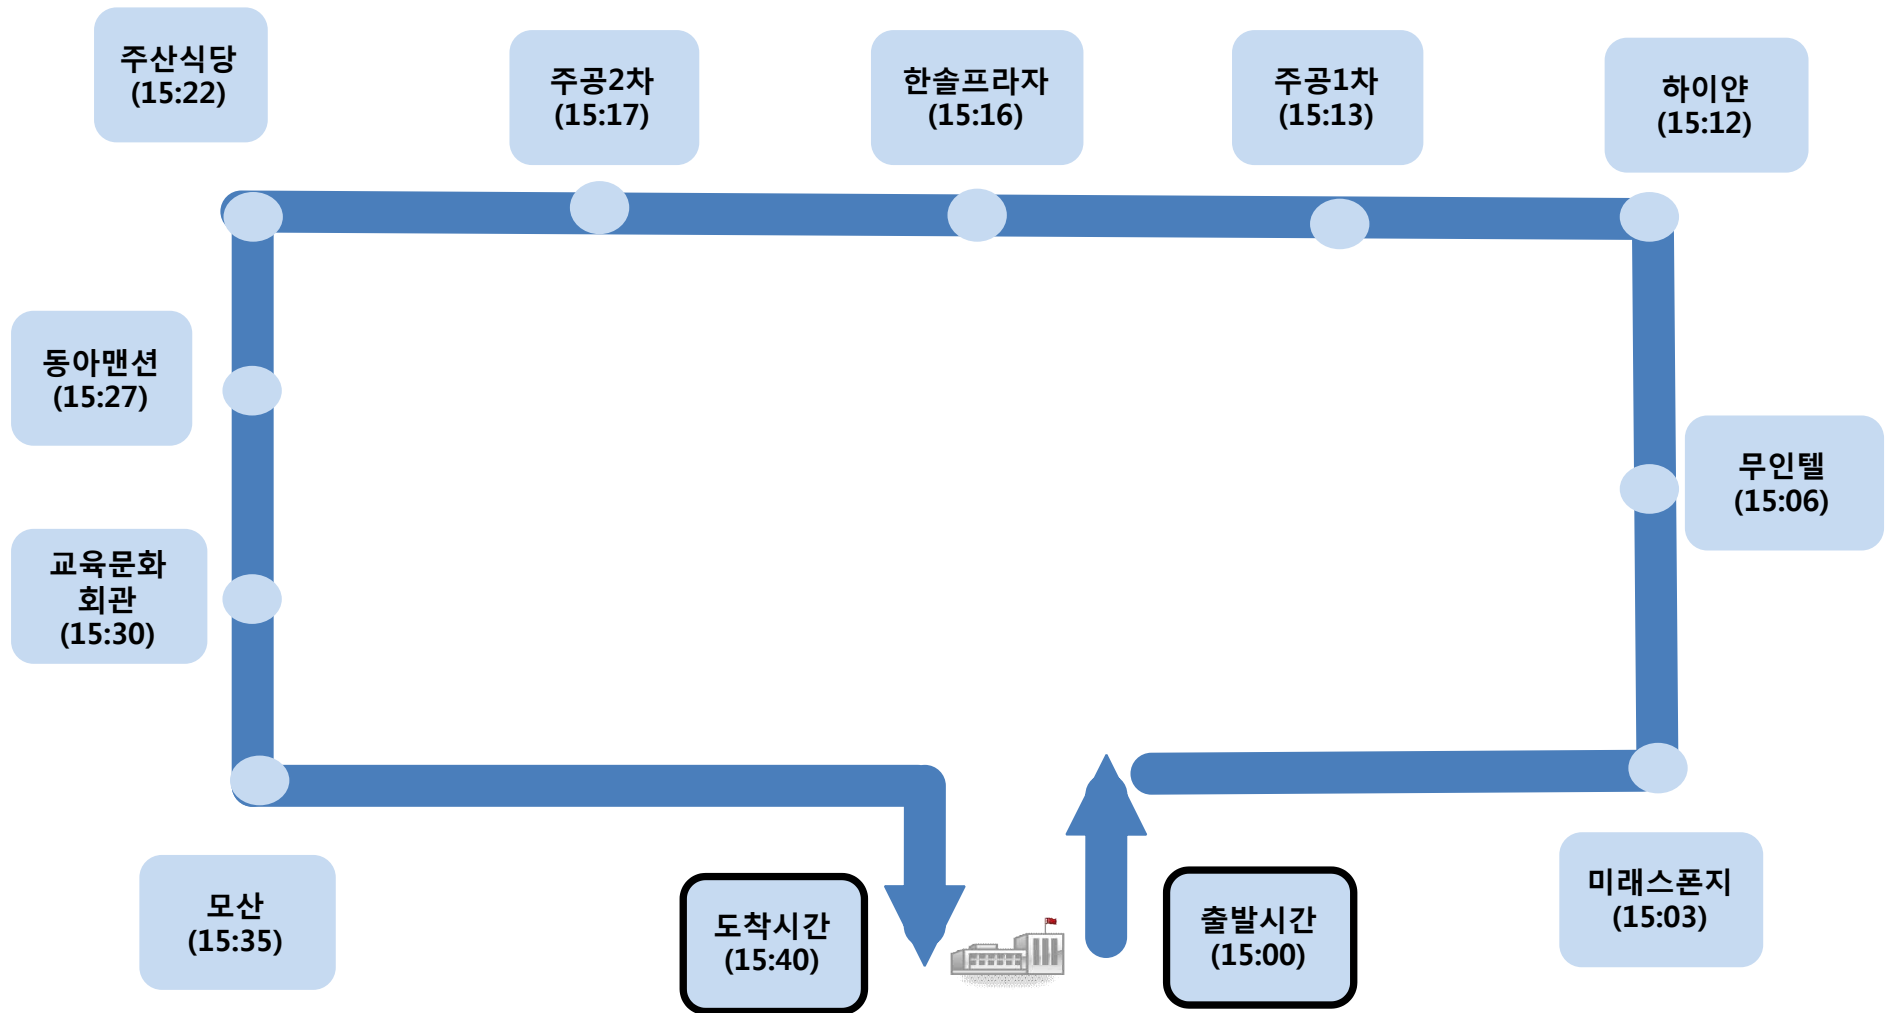 주산식당
(15:22)
주공2차
(15:17)
한솔프라자
(15:16)
주공1차
(15:13)
하이얀
(15:12)
동아맨션
(15:27)
무인텔
(15:06)
교육문화
회관
(15:30)
모산
(15:35)
도착시간
(15:40)
출발시간
(15:00)
미래스폰지
(15:03)